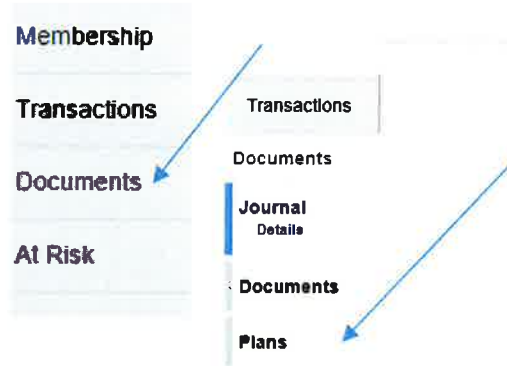 Membership
Transactions
Documents
At Risk
Transactions
Documents
Journal
Details
Documents
Plans